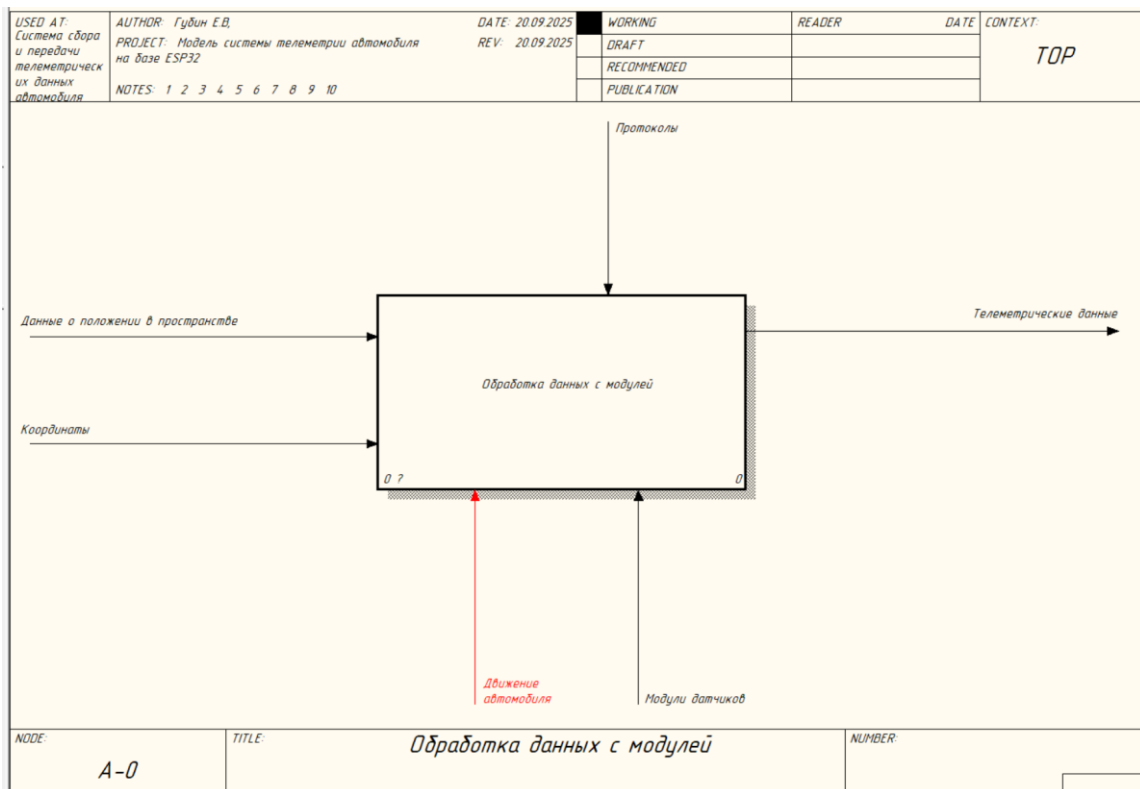 USED AT:
Система сбора
и передачи
телеметрическ
их данных
автомобиля
AUTHOR: Губин Е.В,
DATE: 20.09.2025
PROJECT: Модель системы телеметрии автомобиля
на базе ESP32
REV: 20.09.2025
NOTES: 1 2 3 4 5 6 7 8 9 10
WORKING
DRAFT
RECOMMENDED
PUBLICATION
READER
DATE
CONTEXT:
TOP
Протоколы
Данные о положении в пространстве
Телеметрические данные
Обработка данных с модулей
Координаты
0 ?
0
Движение
автомобиля
Модули датчиков
NODE:
A-0
TITLE:
Обработка данных с модулей
NUMBER: